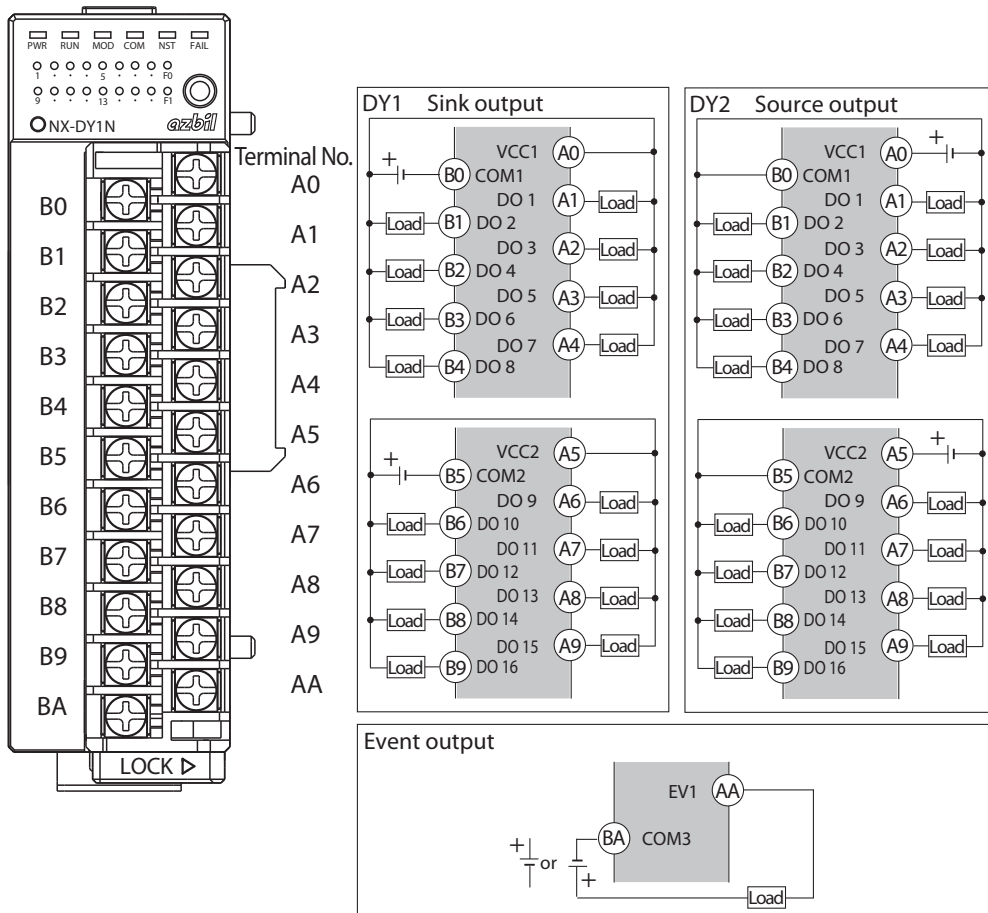 PWR RUN MOD COM NST FAIL
1 5 F0
9 13 F1
NX-DY1N azbil
Terminal No.
B0
B1
B2
B3
B4
B5
B6
B7
B8
B9
BA
A0
A1
A2
A3
A4
A5
A6
A7
A8
A9
AA
LOCK ▷
DY1 Sink output
VCC1 A0
+ B0 COM1
DO 1 A1 Load
Load B1 DO 2
DO 3 A2 Load
Load B2 DO 4
DO 5 A3 Load
Load B3 DO 6
DO 7 A4 Load
Load B4 DO 8
VCC2 A5
+ B5 COM2
DO 9 A6 Load
Load B6 DO 10
DO 11 A7 Load
Load B7 DO 12
DO 13 A8 Load
Load B8 DO 14
DO 15 A9 Load
Load B9 DO 16
DY2 Source output
VCC1 A0 +
B0 COM1
DO 1 A1 Load
Load B1 DO 2
DO 3 A2 Load
Load B2 DO 4
DO 5 A3 Load
Load B3 DO 6
DO 7 A4 Load
Load B4 DO 8
VCC2 A5 +
B5 COM2
DO 9 A6 Load
Load B6 DO 10
DO 11 A7 Load
Load B7 DO 12
DO 13 A8 Load
Load B8 DO 14
DO 15 A9 Load
Load B9 DO 16
Event output
EV1 AA
BA COM3
+ or +
Load